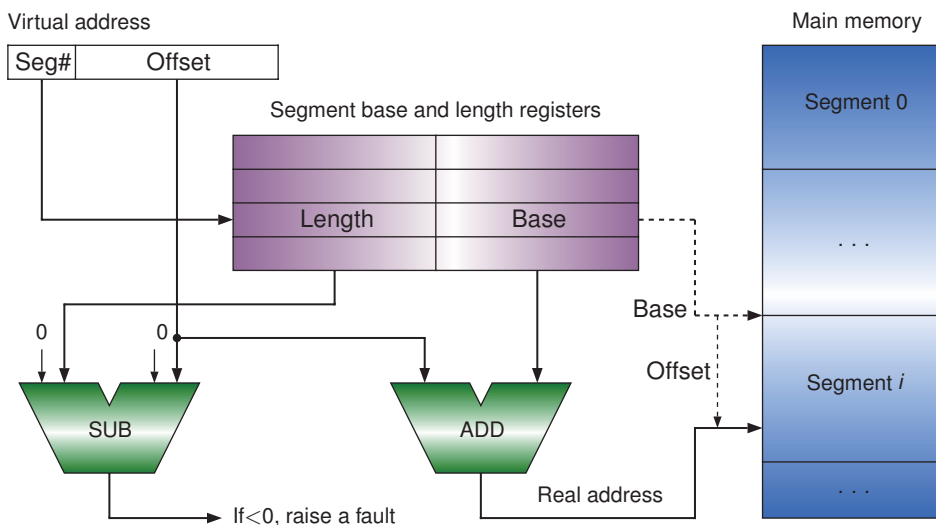 Virtual address
Main memory
Seg#
Offset
Segment 0
Segment base and length registers
Length
Base
. . .
Base
0
0
Offset
Segment i
SUB
ADD
Real address
. . .
If<0, raise a fault